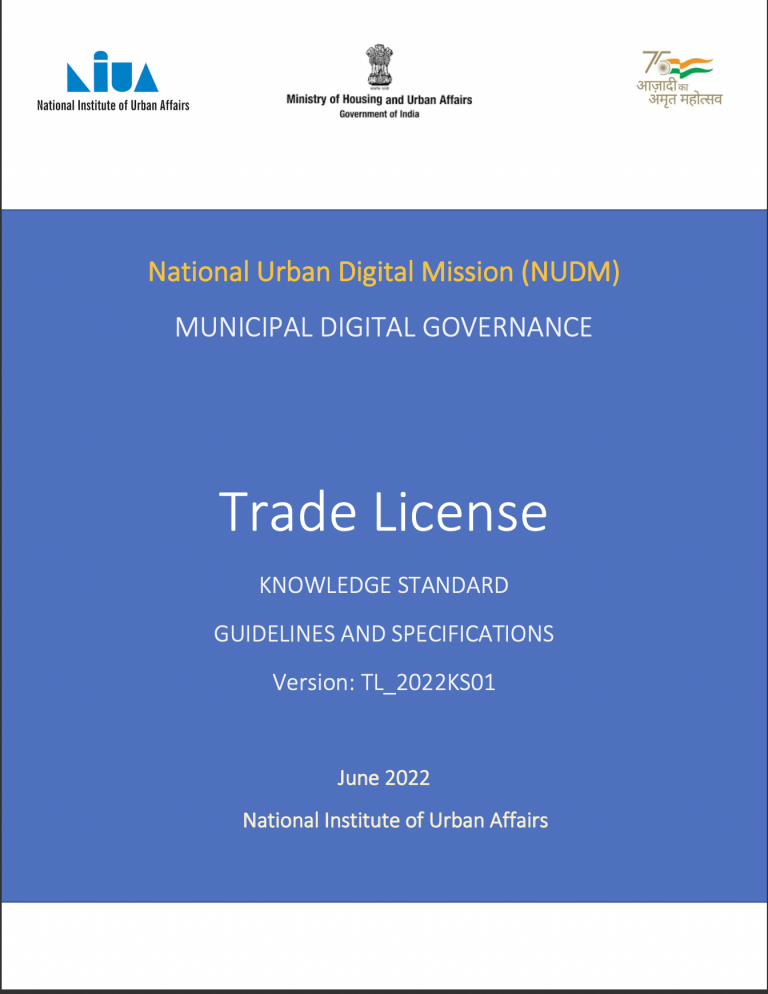 NIUA
National Institute of Urban Affairs
Ministry of Housing and Urban Affairs
Government of India
75
आज़ादी का
अमृत महोत्सव
National Urban Digital Mission (NUDM)
MUNICIPAL DIGITAL GOVERNANCE
Trade License
KNOWLEDGE STANDARD
GUIDELINES AND SPECIFICATIONS
Version: TL_2022KS01
June 2022
National Institute of Urban Affairs